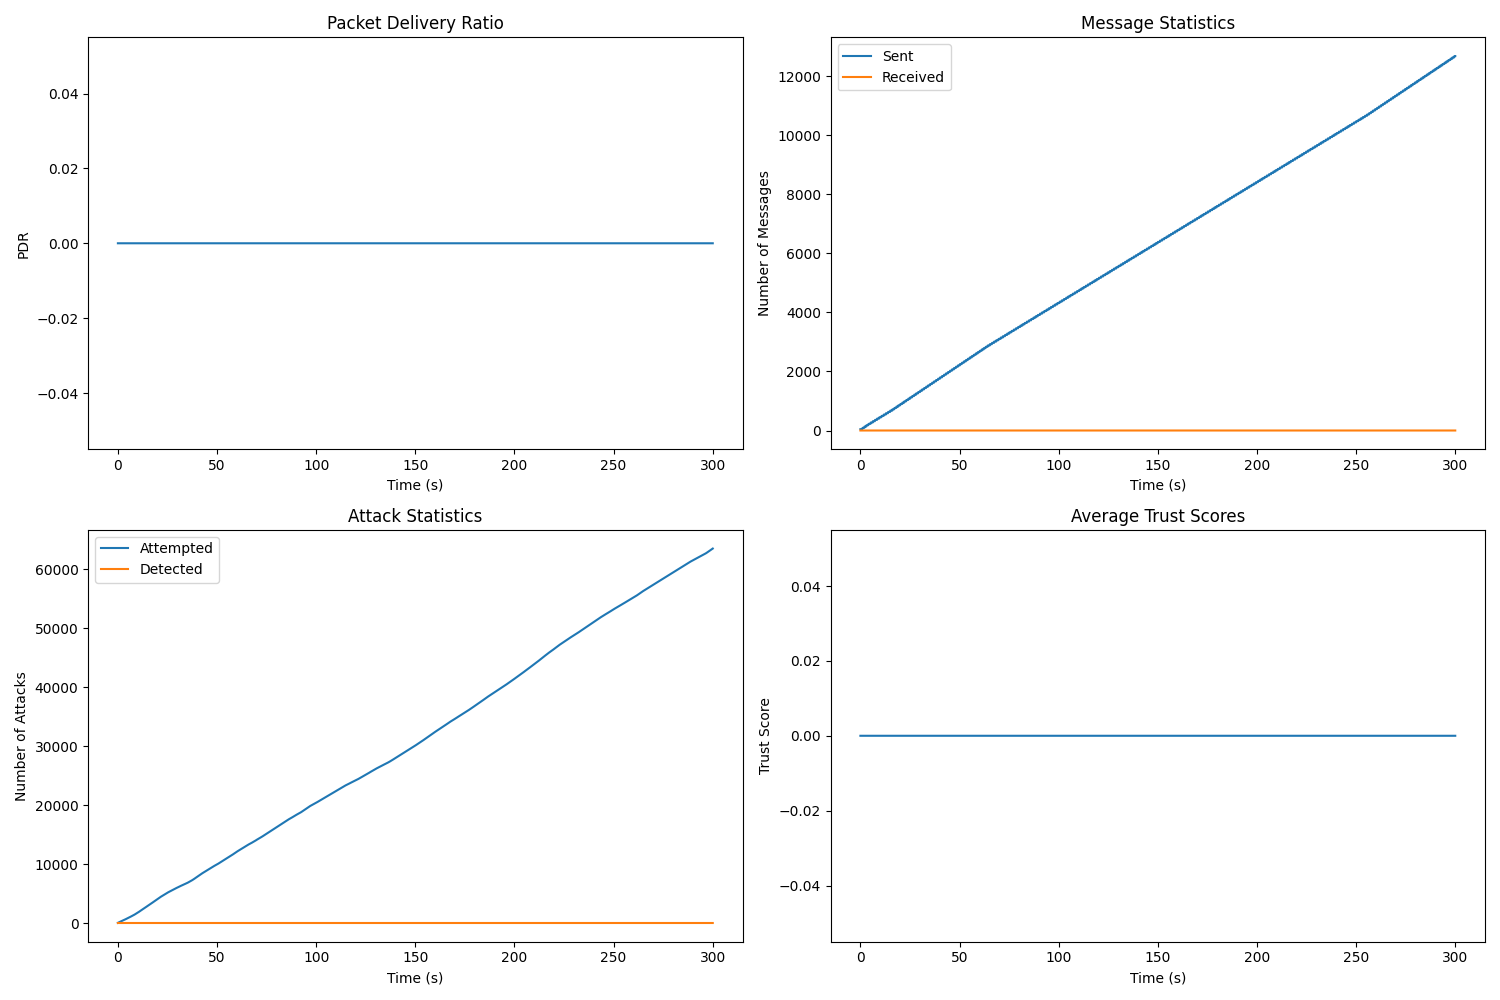 Packet Delivery Ratio
PDR
0.04
0.02
0.00
−0.02
−0.04
0 50 100 150 200 250 300
Time (s)
Message Statistics
Sent
Received
Number of Messages
12000
10000
8000
6000
4000
2000
0
0 50 100 150 200 250 300
Time (s)
Attack Statistics
Attempted
Detected
Number of Attacks
60000
50000
40000
30000
20000
10000
0
0 50 100 150 200 250 300
Time (s)
Average Trust Scores
Trust Score
0.04
0.02
0.00
−0.02
−0.04
0 50 100 150 200 250 300
Time (s)